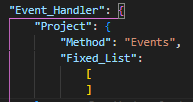 "Event_Handler": {
"Project": {
"Method": "Events",
"Fixed_List":
[
]